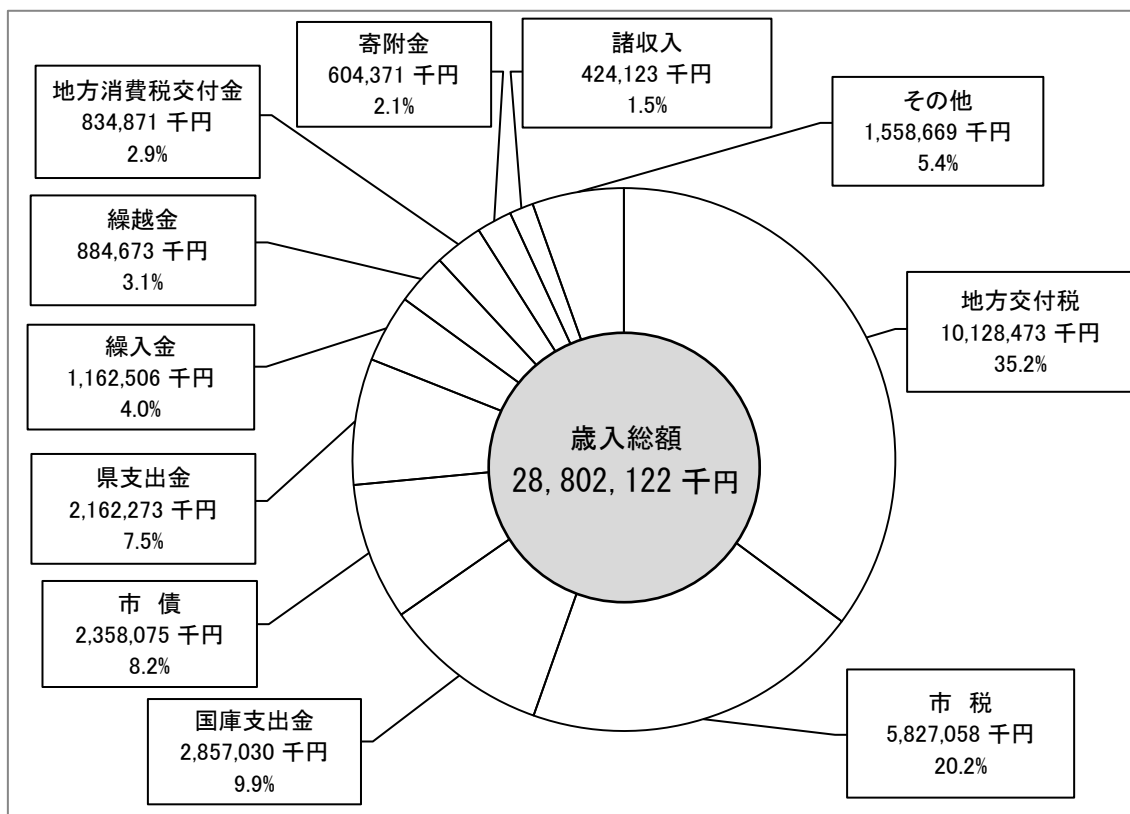 寄附金
604,371 千円
2.1%
諸収入
424,123 千円
1.5%
地方消費税交付金
834,871 千円
2.9%
その他
1,558,669 千円
5.4%
繰越金
884,673 千円
3.1%
地方交付税
10,128,473 千円
35.2%
繰入金
1,162,506 千円
4.0%
歳入総額
28,802,122 千円
県支出金
2,162,273 千円
7.5%
市 債
2,358,075 千円
8.2%
国庫支出金
2,857,030 千円
9.9%
市 税
5,827,058 千円
20.2%